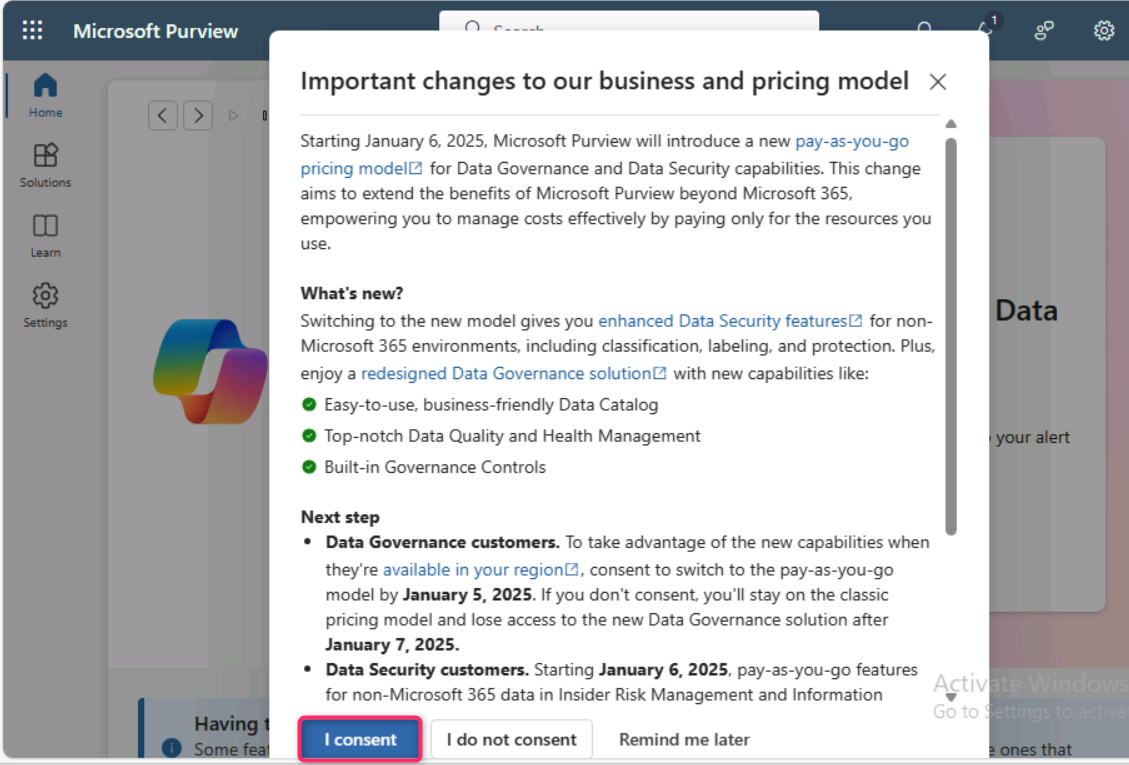 Microsoft Purview
1
Important changes to our business and pricing model
Home
Solutions
Learn
Settings
Starting January 6, 2025, Microsoft Purview will introduce a new pay-as-you-go
pricing model for Data Governance and Data Security capabilities. This change
aims to extend the benefits of Microsoft Purview beyond Microsoft 365,
empowering you to manage costs effectively by paying only for the resources you
use.
What's new?
Switching to the new model gives you enhanced Data Security features for non-
Microsoft 365 environments, including classification, labeling, and protection. Plus,
enjoy a redesigned Data Governance solution with new capabilities like:
Easy-to-use, business-friendly Data Catalog
Top-notch Data Quality and Health Management
Built-in Governance Controls
Data
your alert
Next step
• Data Governance customers. To take advantage of the new capabilities when
they're available in your region, consent to switch to the pay-as-you-go
model by January 5, 2025. If you don't consent, you'll stay on the classic
pricing model and lose access to the new Data Governance solution after
January 7, 2025.
• Data Security customers. Starting January 6, 2025, pay-as-you-go features
for non-Microsoft 365 data in Insider Risk Management and Information
Activate Windows
Go to Settings to activa
Having t
Some feat
e ones that
I consent
I do not consent
Remind me later